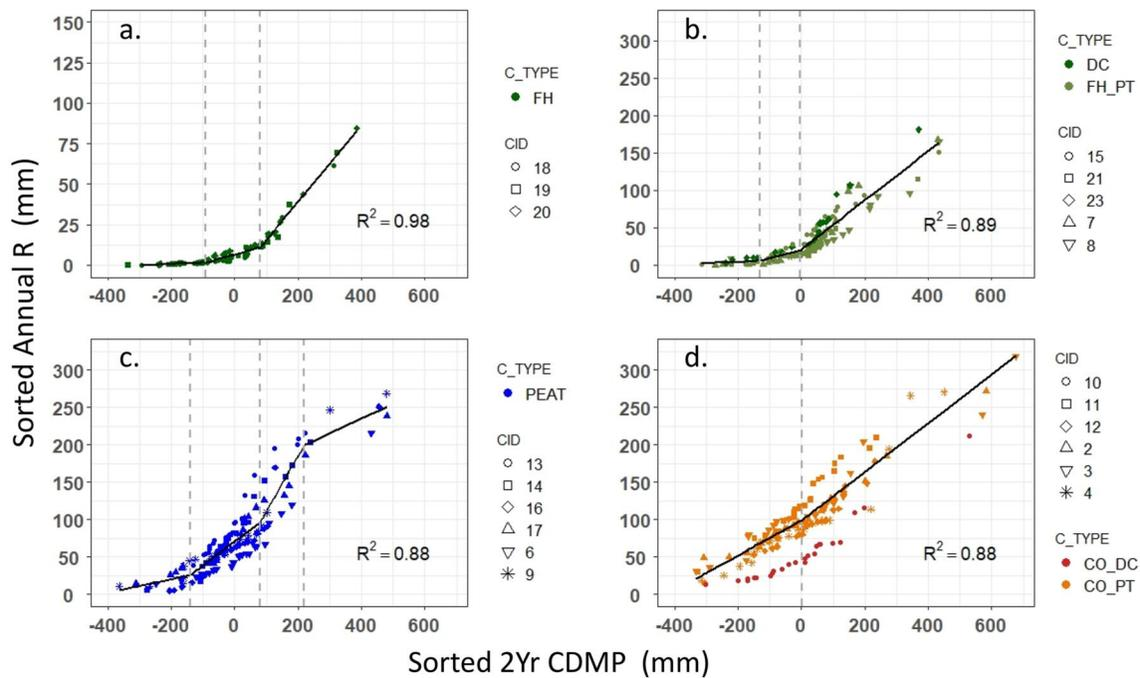 a.
150
125
100
75
50
25
0
R² = 0.98
-400 -200 0 200 400 600
C_TYPE
FH
CID
18
19
20
b.
300
250
200
150
100
50
0
R² = 0.89
-400 -200 0 200 400 600
C_TYPE
DC
FH_PT
CID
15
21
23
7
8
Sorted Annual R (mm)
c.
300
250
200
150
100
50
0
R² = 0.88
-400 -200 0 200 400 600
C_TYPE
PEAT
CID
13
14
16
17
6
9
d.
300
250
200
150
100
50
0
R² = 0.88
-400 -200 0 200 400 600
CID
10
11
12
2
3
4
C_TYPE
CO_DC
CO_PT
Sorted 2Yr CDMP (mm)